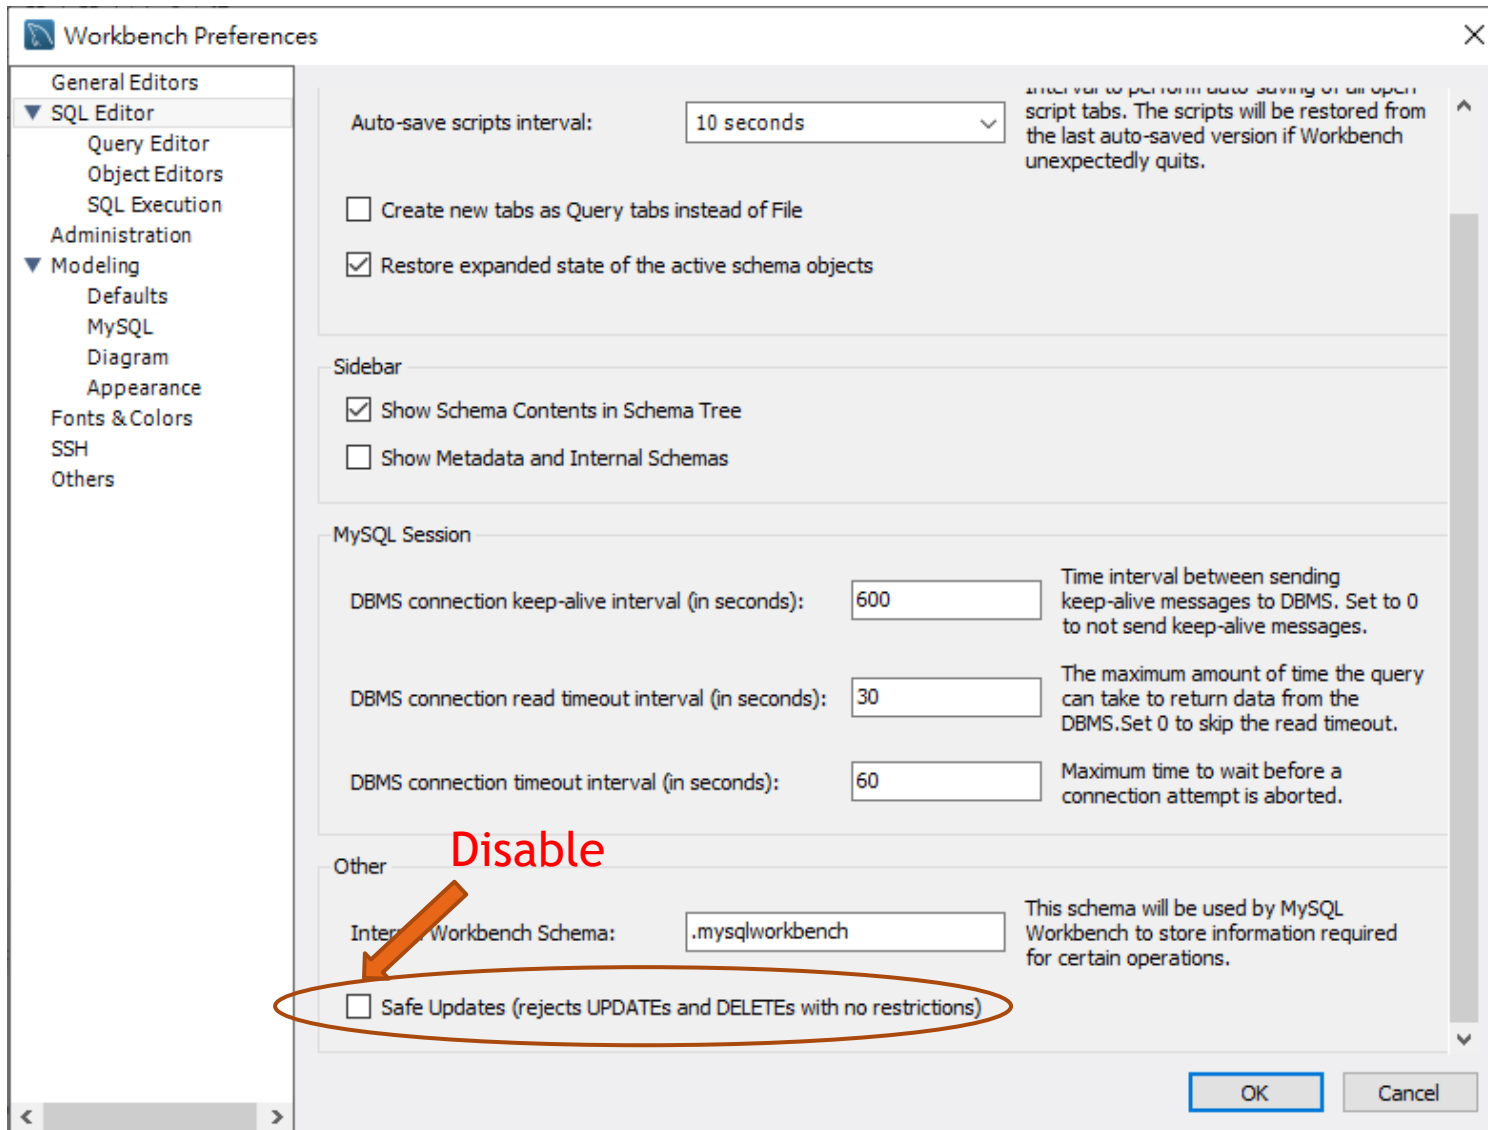 Workbench Preferences
General Editors
SQL Editor
Query Editor
Object Editors
SQL Execution
Administration
Modeling
Defaults
MySQL
Diagram
Appearance
Fonts & Colors
SSH
Others
Interval to perform auto-saving of all open
Auto-save scripts interval:
10 seconds
script tabs. The scripts will be restored from
the last auto-saved version if Workbench
unexpectedly quits.
Create new tabs as Query tabs instead of File
Restore expanded state of the active schema objects
Sidebar
Show Schema Contents in Schema Tree
Show Metadata and Internal Schemas
MySQL Session
DBMS connection keep-alive interval (in seconds):
600
Time interval between sending
keep-alive messages to DBMS. Set to 0
to not send keep-alive messages.
DBMS connection read timeout interval (in seconds):
30
The maximum amount of time the query
can take to return data from the
DBMS.Set 0 to skip the read timeout.
DBMS connection timeout interval (in seconds):
60
Maximum time to wait before a
connection attempt is aborted.
Disable
Other
Internal Workbench Schema:
.mysqlworkbench
This schema will be used by MySQL
Workbench to store information required
for certain operations.
Safe Updates (rejects UPDATEs and DELETEs with no restrictions)
OK
Cancel